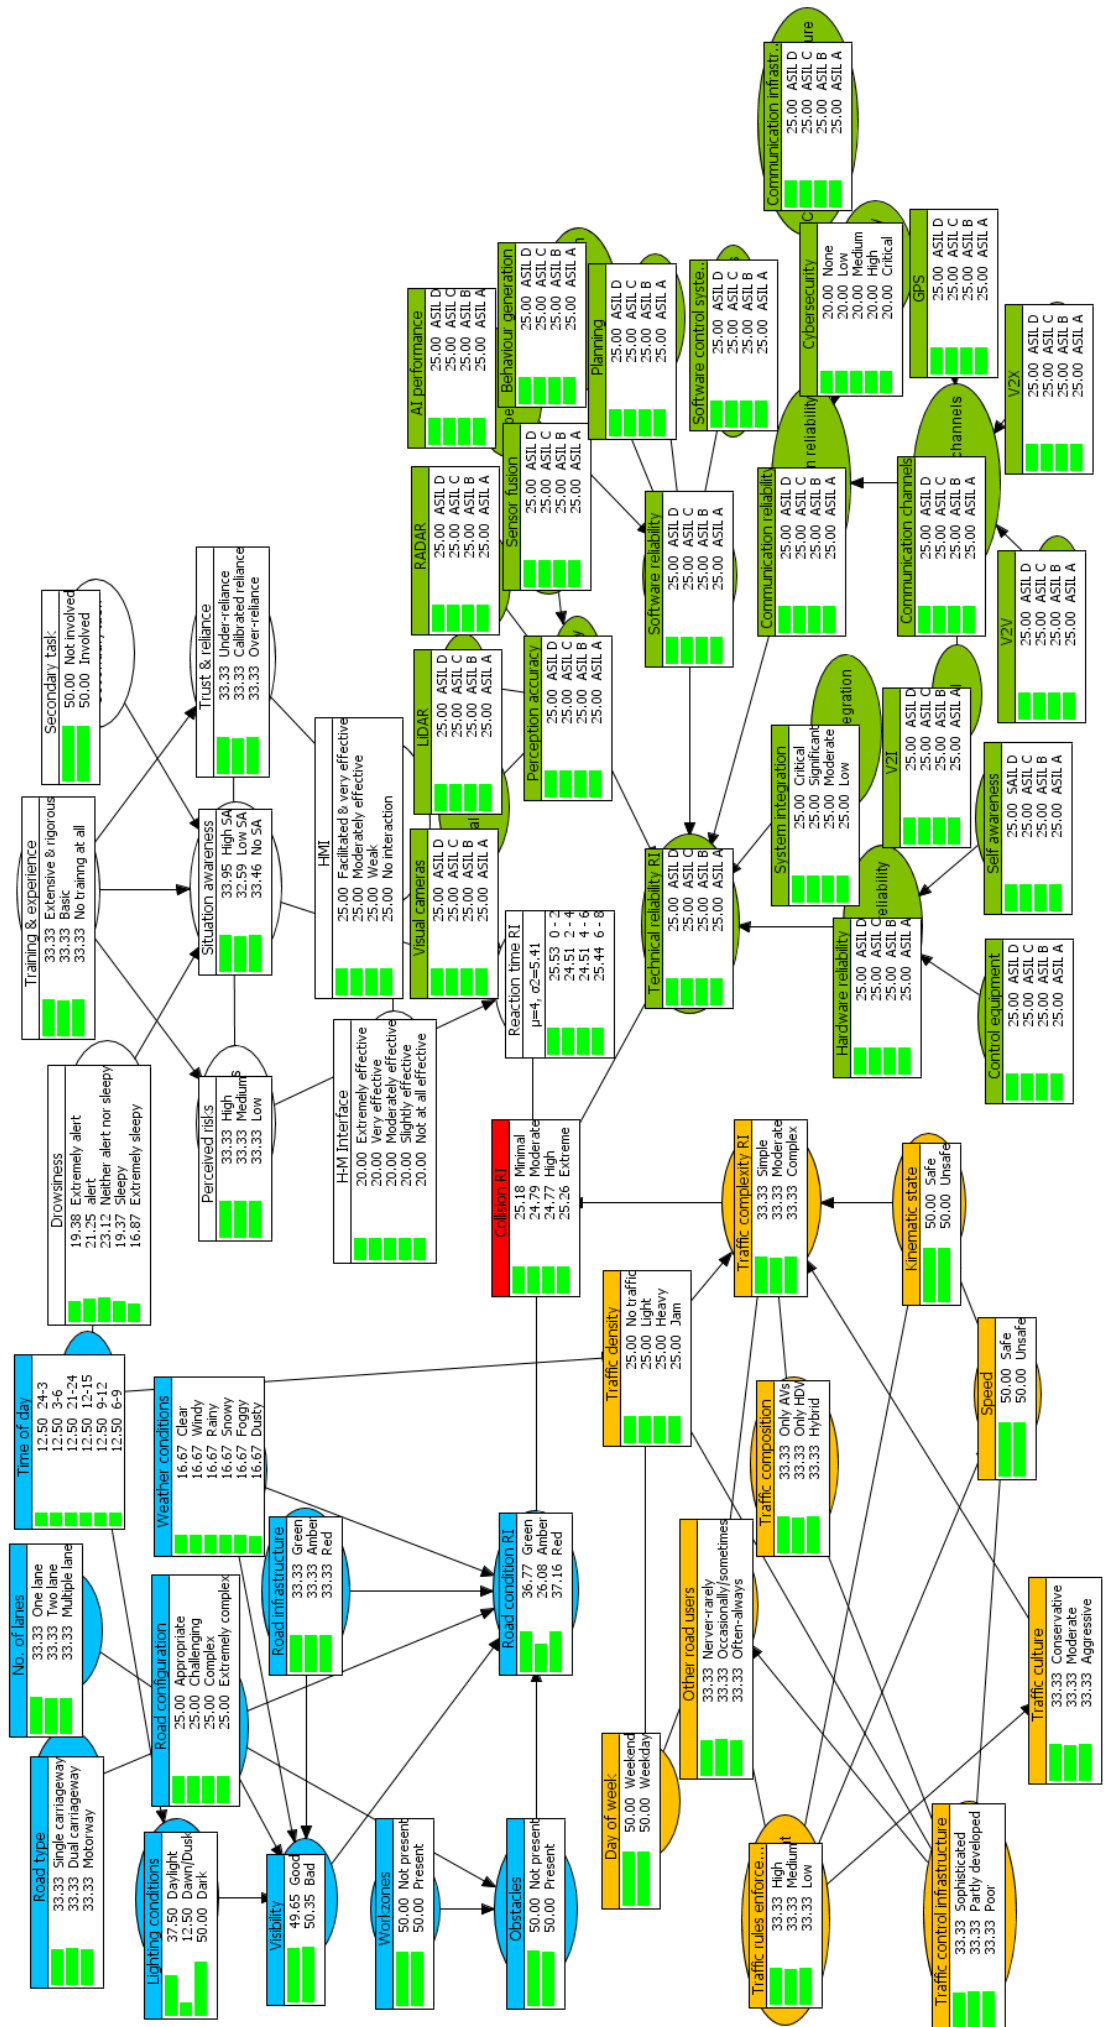 Road type
33.33 Single carriageway
33.33 Dual carriageway
33.33 Motorway
No. of lanes
33.33 One lane
33.33 Two lane
33.33 Multiple lane
Time of day
12.50 24-3
12.50 3-6
12.50 21-24
12.50 12-15
12.50 9-12
12.50 6-9
Lighting conditions
37.50 Daylight
12.50 Dawn/Dusk
50.00 Dark
Road configuration
25.00 Appropriate
25.00 Challenging
25.00 Complex
25.00 Extremely complex
Weather conditions
16.67 Clear
16.67 Windy
16.67 Rainy
16.67 Snowy
16.67 Foggy
16.67 Dusty
Visibility
49.65 Good
50.35 Bad
Road infrastructure
33.33 Green
33.33 Amber
33.33 Red
Workzones
50.00 Not present
50.00 Present
Obstacles
50.00 Not present
50.00 Present
Road condition RI
36.77 Green
26.08 Amber
37.16 Red
Drowsiness
19.38 Extremely alert
21.25 alert
23.12 Neither alert nor sleepy
19.37 Sleepy
16.87 Extremely sleepy
Training & experience
33.33 Extensive & rigorous
33.33 Basic
33.33 No trainng at all
Secondary task
50.00 Not involved
50.00 Involved
Perceived risks
33.33 High
33.33 Medium
33.33 Low
s
Situation awareness
33.95 High SA
32.59 Low SA
33.46 No SA
Trust & reliance
33.33 Under-reliance
33.33 Calibrated reliance
33.33 Over-reliance
H-M Interface
20.00 Extremely effective
20.00 Very effective
20.00 Moderately effective
20.00 Slightly effective
20.00 Not at all effective
HMI
25.00 Facilitated & very effective
25.00 Moderately effective
25.00 Weak
25.00 No interaction
Reaction time RI
μ=4, σ2=5.41
25.53 0 - 2
24.51 2 - 4
24.51 4 - 6
25.44 6 - 8
Collision RI
25.18 Minimal
24.79 Moderate
24.77 High
25.26 Extreme
Visual cameras
25.00 ASIL D
25.00 ASIL C
25.00 ASIL B
25.00 ASIL A
al
LiDAR
25.00 ASIL D
25.00 ASIL C
25.00 ASIL B
25.00 ASIL A
RADAR
25.00 ASIL D
25.00 ASIL C
25.00 ASIL B
25.00 ASIL A
AI performance
25.00 ASIL D
25.00 ASIL C
25.00 ASIL B
25.00 ASIL A
Perception accuracy
25.00 ASIL D
25.00 ASIL C
25.00 ASIL B
25.00 ASIL A
y
Sensor fusion
25.00 ASIL D
25.00 ASIL C
25.00 ASIL B
25.00 ASIL A
Behaviour generation
25.00 ASIL D
25.00 ASIL C
25.00 ASIL B
25.00 ASIL A
Planning
25.00 ASIL D
25.00 ASIL C
25.00 ASIL B
25.00 ASIL A
Technical reliability RI
25.00 ASIL D
25.00 ASIL C
25.00 ASIL B
25.00 ASIL A
Software reliability
25.00 ASIL D
25.00 ASIL C
25.00 ASIL B
25.00 ASIL A
Software control syste...
25.00 ASIL D
25.00 ASIL C
25.00 ASIL B
25.00 ASIL A
System integration
25.00 Critical
25.00 Significant
25.00 Moderate
25.00 Low
egration
Communication reliability
25.00 ASIL D
25.00 ASIL C
25.00 ASIL B
25.00 ASIL A
n reliability
Communication infrastr...
25.00 ASIL D
25.00 ASIL C
25.00 ASIL B
25.00 ASIL A
ure
Cybersecurity
20.00 None
20.00 Low
20.00 Medium
20.00 High
20.00 Critical
Hardware reliability
25.00 ASIL D
25.00 ASIL C
25.00 ASIL B
25.00 ASIL A
eliability
V2I
25.00 ASIL D
25.00 ASIL C
25.00 ASIL B
25.00 ASIL AI
Communication channels
25.00 ASIL D
25.00 ASIL C
25.00 ASIL B
25.00 ASIL A
hannels
GPS
25.00 ASIL D
25.00 ASIL C
25.00 ASIL B
25.00 ASIL A
Control equipment
25.00 ASIL D
25.00 ASIL C
25.00 ASIL B
25.00 ASIL A
Self awareness
25.00 SAIL D
25.00 ASIL C
25.00 ASIL B
25.00 ASIL A
V2V
25.00 ASIL D
25.00 ASIL C
25.00 ASIL B
25.00 ASIL A
V2X
25.00 ASIL D
25.00 ASIL C
25.00 ASIL B
25.00 ASIL A
Day of week
50.00 Weekend
50.00 Weekday
Traffic density
25.00 No traffic
25.00 Light
25.00 Heavy
25.00 Jam
Other road users
33.33 Nerver-rarely
33.33 Occasionally/sometimes
33.33 Often-always
Traffic complexity RI
33.33 Simple
33.33 Moderate
33.33 Complex
Traffic rules enforce...
33.33 High
33.33 Medium
33.33 Low
Traffic composition
33.33 Only AVs
33.33 Only HDV
33.33 Hybrid
Kinematic state
50.00 Safe
50.00 Unsafe
Traffic control infrastructure
33.33 Sophisticated
33.33 Partly developed
33.33 Poor
Speed
50.00 Safe
50.00 Unsafe
Traffic culture
33.33 Conservative
33.33 Moderate
33.33 Aggressive